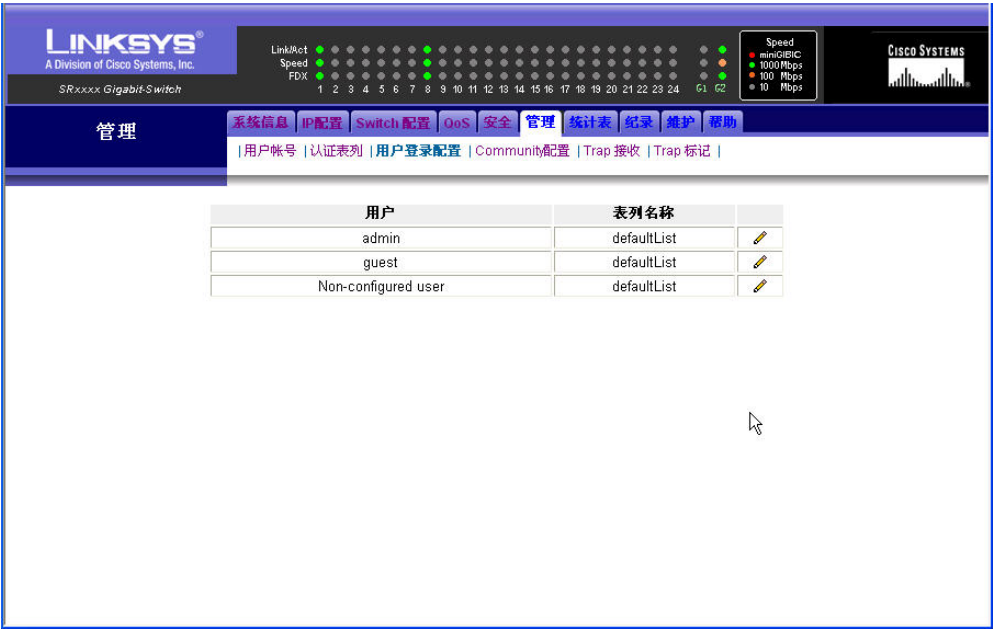 LINKSYS®
A Division of Cisco Systems, Inc.
SRxxxx Gigabit-Switch
Link/Act
Speed
FDX
1 2 3 4 5 6 7 8 9 10 11 12 13 14 15 16 17 18 19 20 21 22 23 24 G1 G2
Speed
miniGIBIC
1000Mbps
100 Mbps
10 Mbps
CISCO SYSTEMS
管理
系统信息 IP配置 Switch 配置 QoS 安全 管理 统计表 纪录 维护 帮助
|用户帐号 |认证表列 |用户登录配置 |Community配置 |Trap 接收 |Trap 标记 |
用户 表列名称
admin defaultList
guest defaultList
Non-configured user defaultList